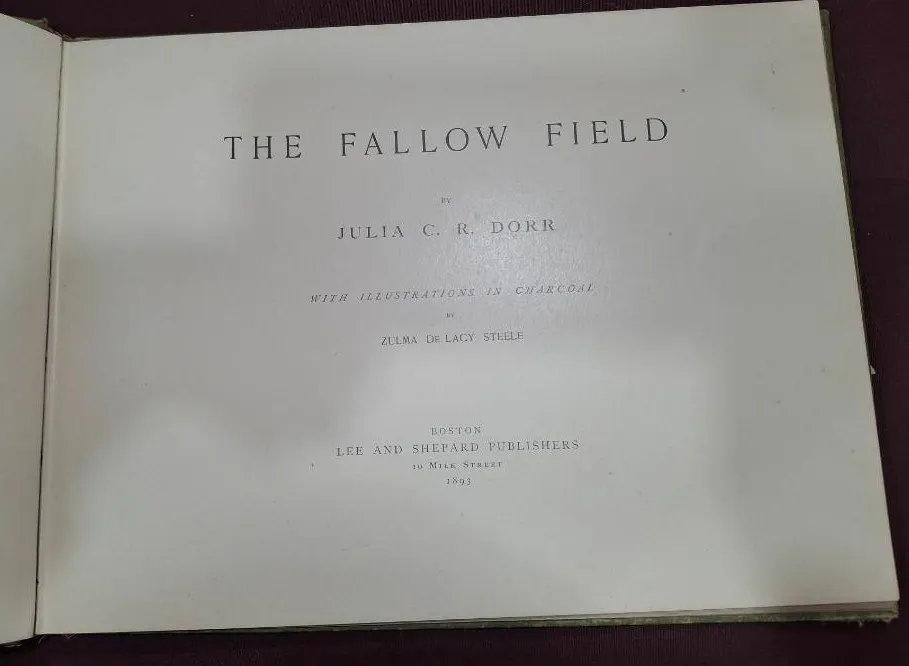 THE FALLOW FIELD
BY
JULIA C. R. DORR
WITH ILLUSTRATIONS IN CHARCOAL
BY
ZULMA DE LACY STEELE
BOSTON
LEE AND SHEPARD PUBLISHERS
10 MILK STREET
1893